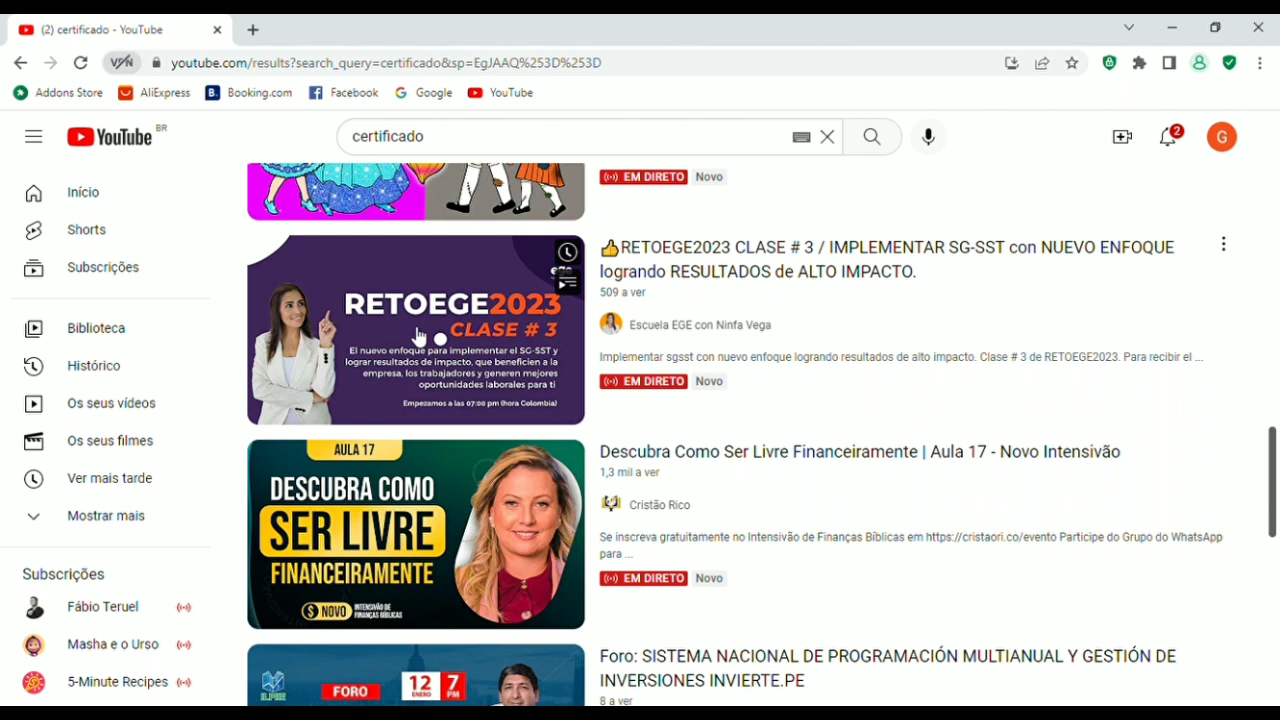 (2) certificado - YouTube
VPN
youtube.com/results?search_query=certificado&sp=EgJAAQ%253D%253D
Addons Store
AliExpress
B.
Booking.com
Facebook
Google
YouTube
YouTube BR
certificado
2
G
Início
Shorts
Subscrições
Biblioteca
Histórico
Os seus vídeos
Os seus filmes
Ver mais tarde
Mostrar mais
Subscrições
Fábio Teruel
Masha e o Urso
5-Minute Recipes
EM DIRETO Novo
ege
RETOEGE2023
CLASE # 3
El nuevo enfoque para implementar el SG-SST y
lograr resultados de impacto, que beneficien a la
empresa, los trabajadores y generen mejores
oportunidades laborales para ti
Empezamos a las 07:00 pm (hora Colombia)
👍RETOEGE2023 CLASE # 3 / IMPLEMENTAR SG-SST con NUEVO ENFOQUE
logrando RESULTADOS de ALTO IMPACTO.
509 a ver
Escuela EGE con Ninfa Vega
Implementar sgsst con nuevo enfoque logrando resultados de alto impacto. Clase # 3 de RETOEGE2023. Para recibir el ...
EM DIRETO Novo
AULA 17
DESCUBRA COMO
SER LIVRE
FINANCEIRAMENTE
$ NOVO INTENSIVÃO DE
FINANÇAS BÍBLICAS
Descubra Como Ser Livre Financeiramente | Aula 17 - Novo Intensivão
1,3 mil a ver
Cristão Rico
Se inscreva gratuitamente no Intensivão de Finanças Bíblicas em https://cristaori.co/evento Participe do Grupo do WhatsApp
para ...
EM DIRETO Novo
FORO
12 ENERO
7 PM
Foro: SISTEMA NACIONAL DE PROGRAMACIÓN MULTIANUAL Y GESTIÓN DE
INVERSIONES INVIERTE.PE
8 a ver